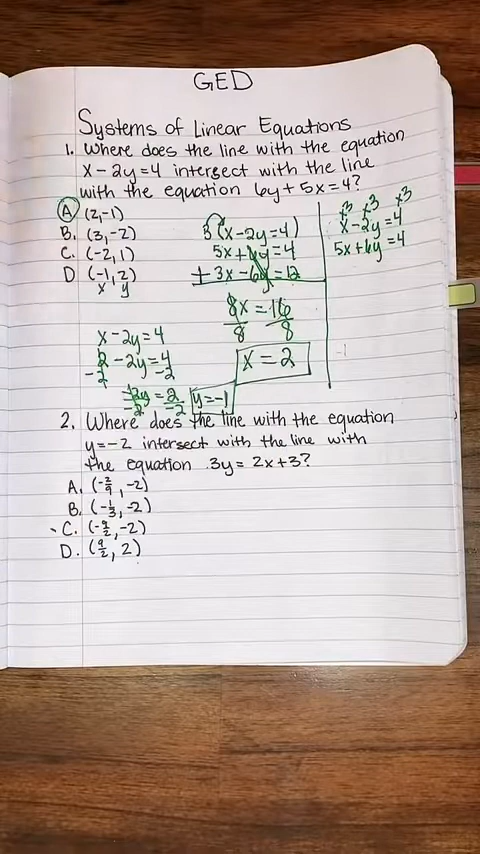 GED
Systems of Linear Equations
1. Where does the line with the equation
x - 2y = 4 intersect with the line
with the equation 6y + 5x = 4?
A. (2, -1)
B. (3, -2)
C. (-2, 1)
D (-1, 2)
x y
3 (x - 2y = 4)
5x + 6y = 4
+ 3x - 6y = 12
8x = 16
8 8
x = 2
x3 x3 x3
x - 2y = 4
5x + 6y = 4
x - 2y = 4
2 - 2y = 4
-2 -2
-2y = 2
-2 -2
y = -1
2. Where does the line with the equation
y = -2 intersect with the line with
the equation 3y = 2x + 3?
A. (-2/9, -2)
B. (-1/3, -2)
C. (-9/2, -2)
D. (9/2, 2)